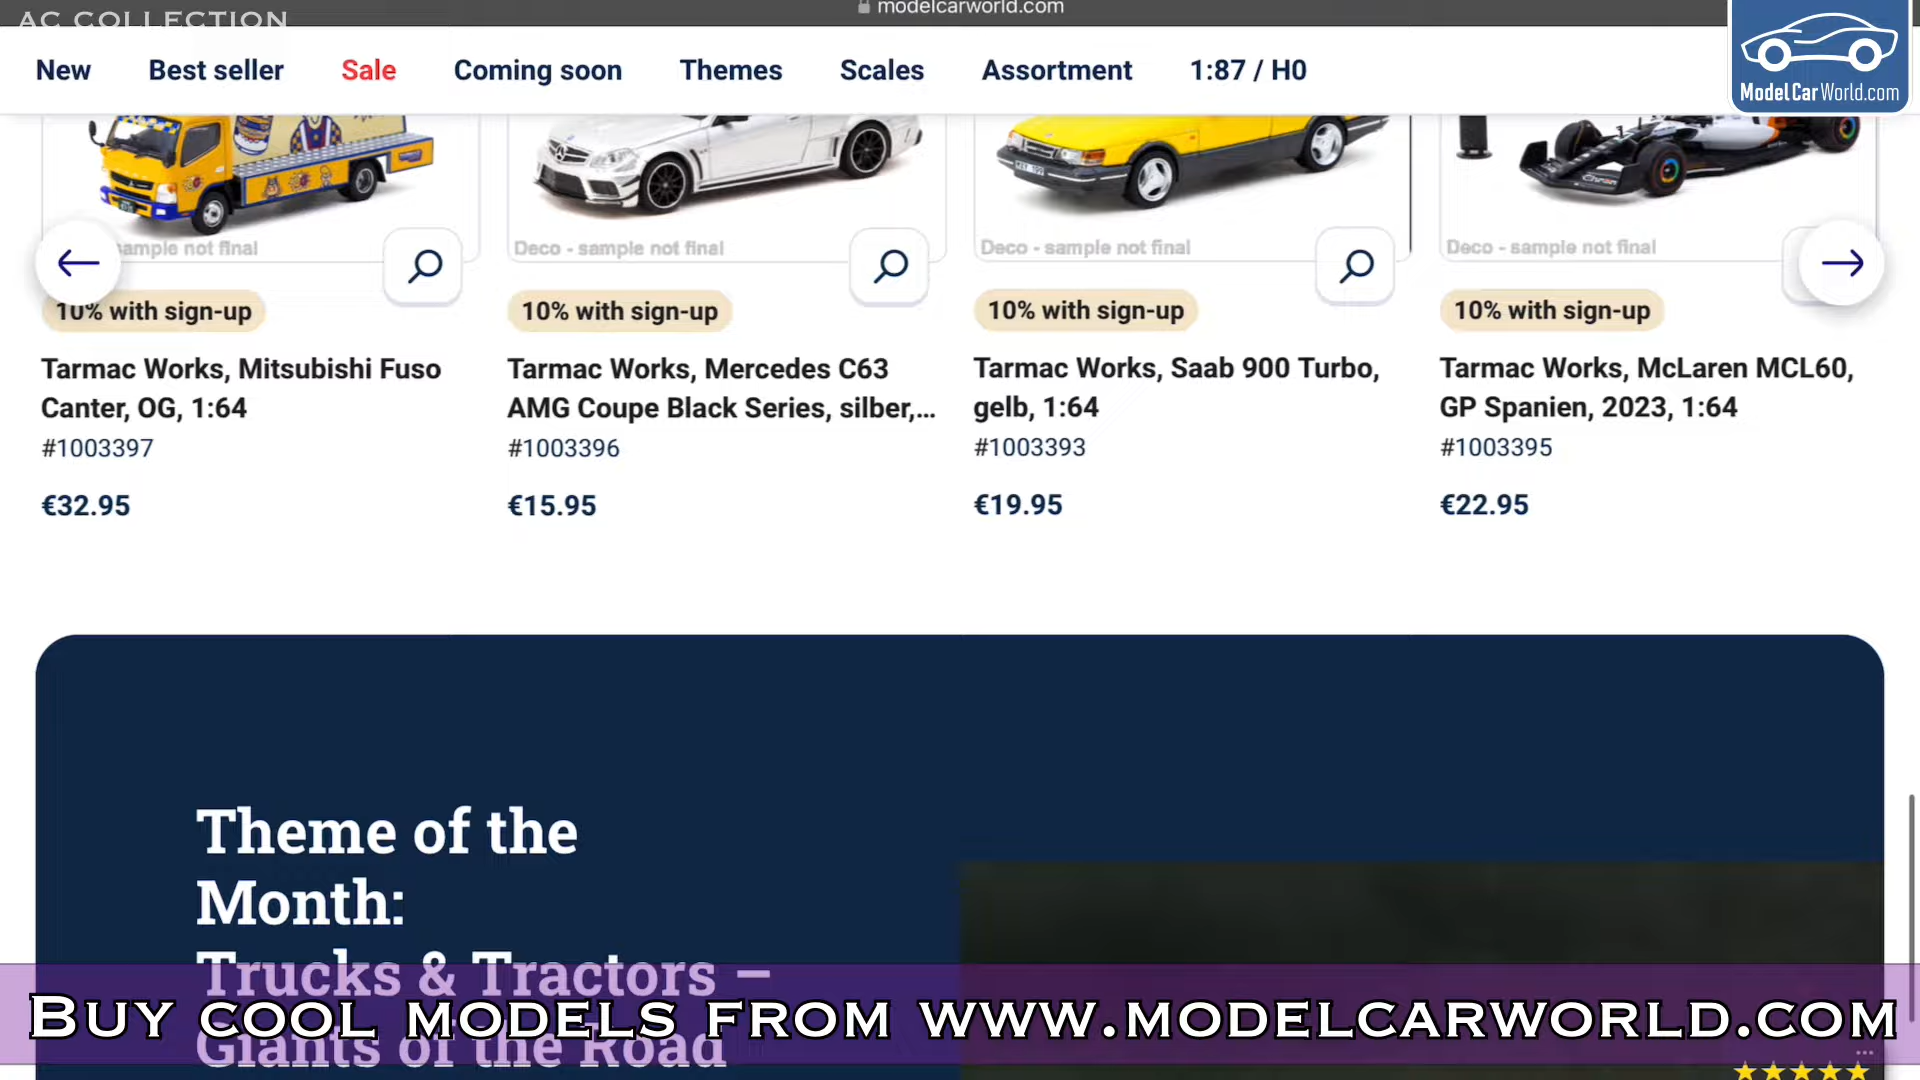 AC COLLECTION
modelcarworld.com
New Best seller Sale Coming soon Themes Scales Assortment 1:87 / H0
ModelCarWorld.com
sample not final
Deco - sample not final
Deco - sample not final
Deco - sample not final
10% with sign-up
10% with sign-up
10% with sign-up
10% with sign-up
Tarmac Works, Mitsubishi Fuso
Canter, OG, 1:64
#1003397
€32.95
Tarmac Works, Mercedes C63
AMG Coupe Black Series, silber,...
#1003396
€15.95
Tarmac Works, Saab 900 Turbo,
gelb, 1:64
#1003393
€19.95
Tarmac Works, McLaren MCL60,
GP Spanien, 2023, 1:64
#1003395
€22.95
Theme of the
Month:
Trucks & Tractors –
Giants of the Road
Buy cool models from www.modelcarworld.com